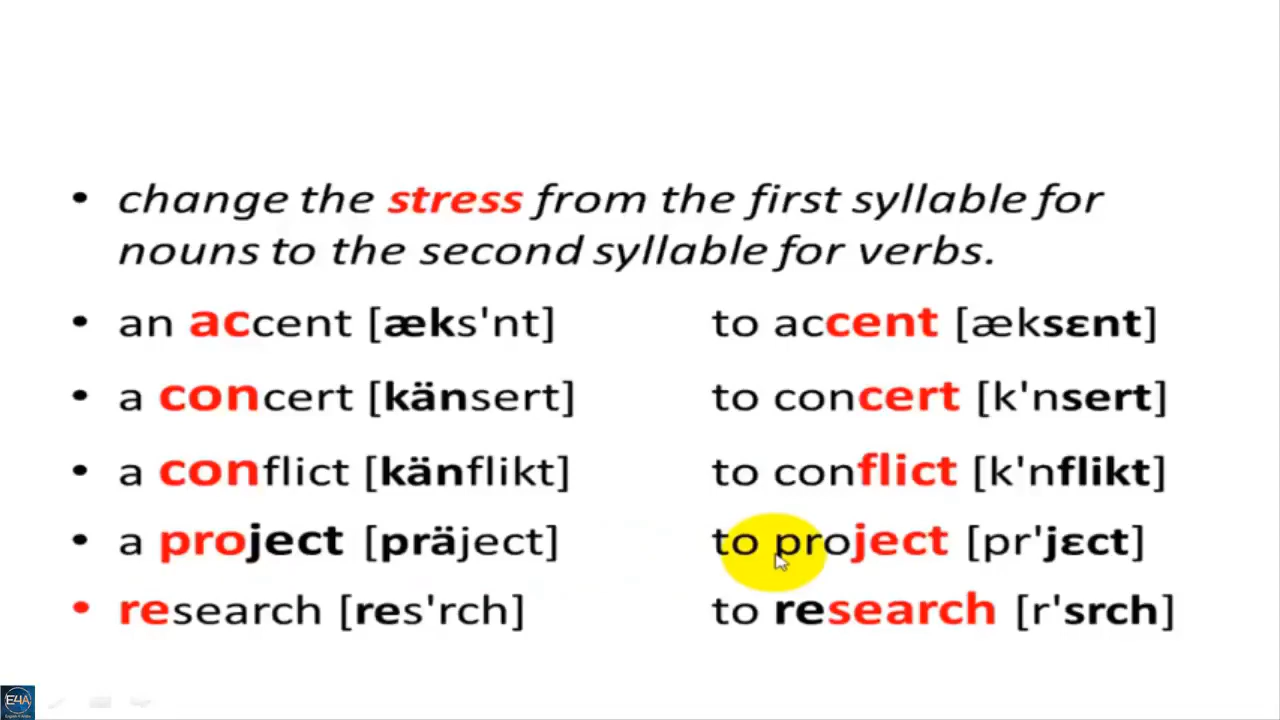 • change the stress from the first syllable for
nouns to the second syllable for verbs.
• an accent [æks'nt] to accent [æksɛnt]
• a concert [känsert] to concert [k'nsert]
• a conflict [känflikt] to conflict [k'nflikt]
• a project [präject] to project [pr'jɛct]
• research [res'rch] to research [r'srch]
E4A